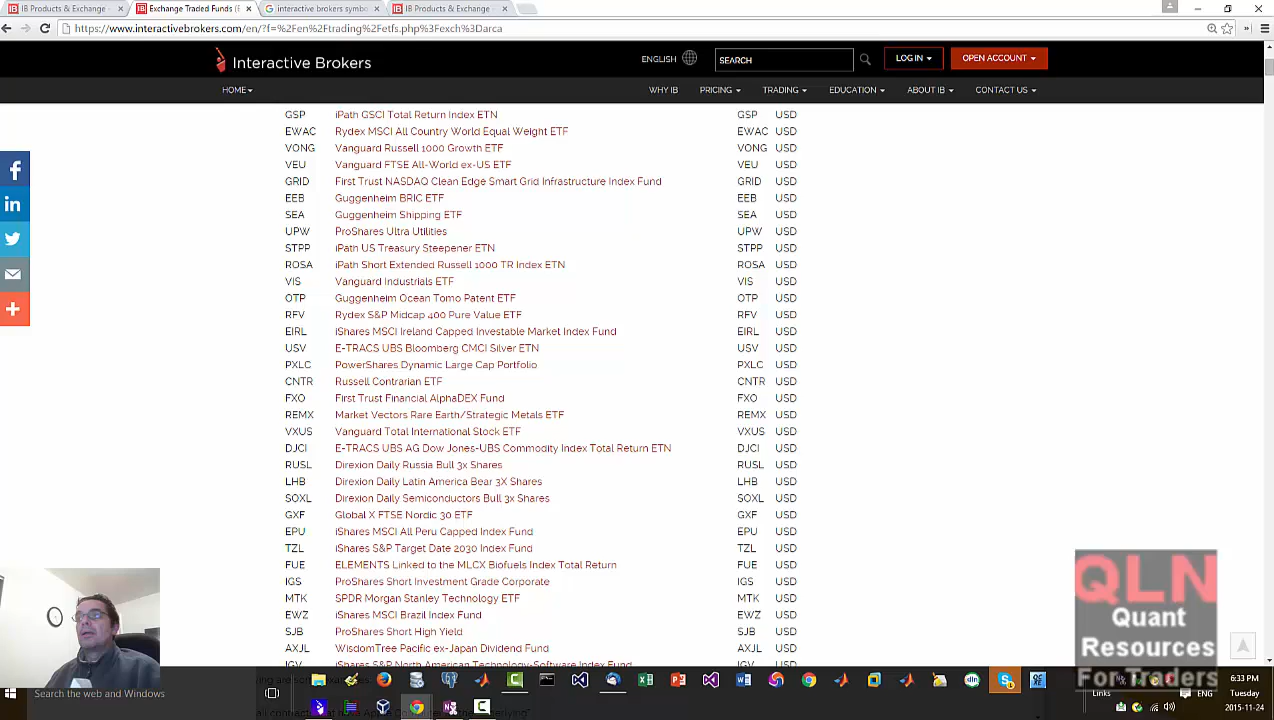 IB Products & Exchange
Exchange Traded Funds (E
interactive brokers symbo
IB Products & Exchange
https://www.interactivebrokers.com/en/?f=%2Fen%2Ftrading%2Fetfs.php%3Fexch%3Darca
Interactive Brokers
ENGLISH
SEARCH
LOG IN
OPEN ACCOUNT
HOME
WHY IB
PRICING
TRADING
EDUCATION
ABOUT IB
CONTACT US
GSP iPath GSCI Total Return Index ETN GSP USD
EWAC Rydex MSCI All Country World Equal Weight ETF EWAC USD
VONG Vanguard Russell 1000 Growth ETF VONG USD
VEU Vanguard FTSE All-World ex-US ETF VEU USD
GRID First Trust NASDAQ Clean Edge Smart Grid Infrastructure Index Fund GRID USD
EEB Guggenheim BRIC ETF EEB USD
SEA Guggenheim Shipping ETF SEA USD
UPW ProShares Ultra Utilities UPW USD
STPP iPath US Treasury Steepener ETN STPP USD
ROSA iPath Short Extended Russell 1000 TR Index ETN ROSA USD
VIS Vanguard Industrials ETF VIS USD
OTP Guggenheim Ocean Tomo Patent ETF OTP USD
RFV Rydex S&P Midcap 400 Pure Value ETF RFV USD
EIRL iShares MSCI Ireland Capped Investable Market Index Fund EIRL USD
USV E-TRACS UBS Bloomberg CMCI Silver ETN USV USD
PXLC PowerShares Dynamic Large Cap Portfolio PXLC USD
CNTR Russell Contrarian ETF CNTR USD
FXO First Trust Financial AlphaDEX Fund FXO USD
REMX Market Vectors Rare Earth/Strategic Metals ETF REMX USD
VXUS Vanguard Total International Stock ETF VXUS USD
DJCI E-TRACS UBS AG Dow Jones-UBS Commodity Index Total Return ETN DJCI USD
RUSL Direxion Daily Russia Bull 3x Shares RUSL USD
LHB Direxion Daily Latin America Bear 3X Shares LHB USD
SOXL Direxion Daily Semiconductors Bull 3x Shares SOXL USD
GXF Global X FTSE Nordic 30 ETF GXF USD
EPU iShares MSCI All Peru Capped Index Fund EPU USD
TZL iShares S&P Target Date 2030 Index Fund TZL USD
FUE ELEMENTS Linked to the MLCX Biofuels Index Total Return FUE USD
IGS ProShares Short Investment Grade Corporate IGS USD
MTK SPDR Morgan Stanley Technology ETF MTK USD
EWZ iShares MSCI Brazil Index Fund EWZ USD
SJB ProShares Short High Yield SJB USD
AXJL WisdomTree Pacific ex-Japan Dividend Fund AXJL USD
IGV iShares S&P North American Technology-Software Index Fund IGV USD
QLN
Quant
Resources
ForTraders
Search the web and Windows
Links
ENG
6:33 PM
Tuesday
2015-11-24